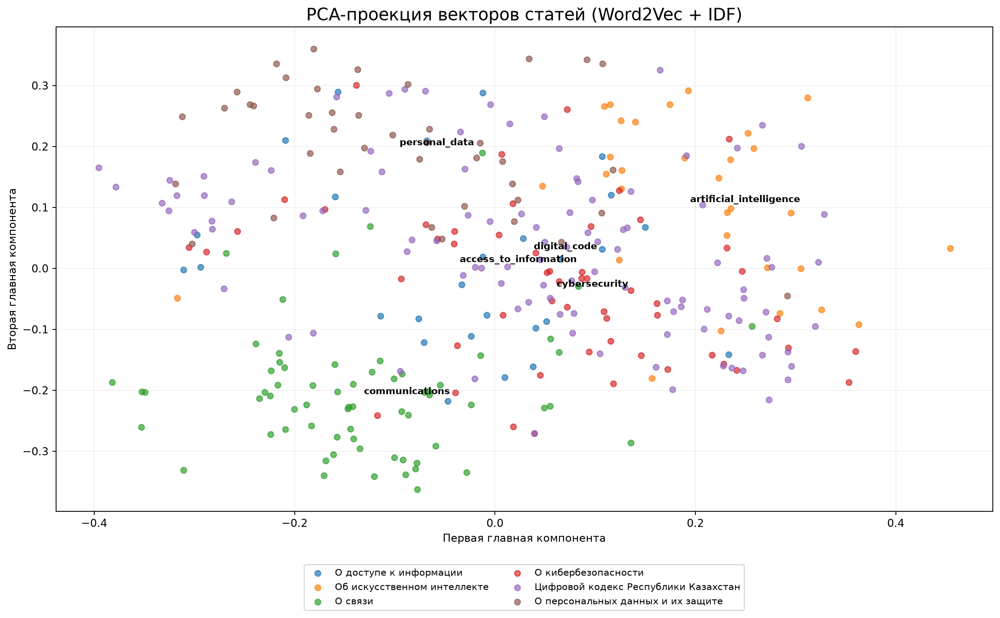 PCA-проекция векторов статей (Word2Vec + IDF)
Вторая главная компонента
0.3
0.2
0.1
0.0
−0.1
−0.2
−0.3
personal_data
artificial_intelligence
digital_code
access_to_information
cybersecurity
communications
−0.4
−0.2
0.0
0.2
0.4
Первая главная компонента
О доступе к информации
Об искусственном интеллекте
О связи
О кибербезопасности
Цифровой кодекс Республики Казахстан
О персональных данных и их защите